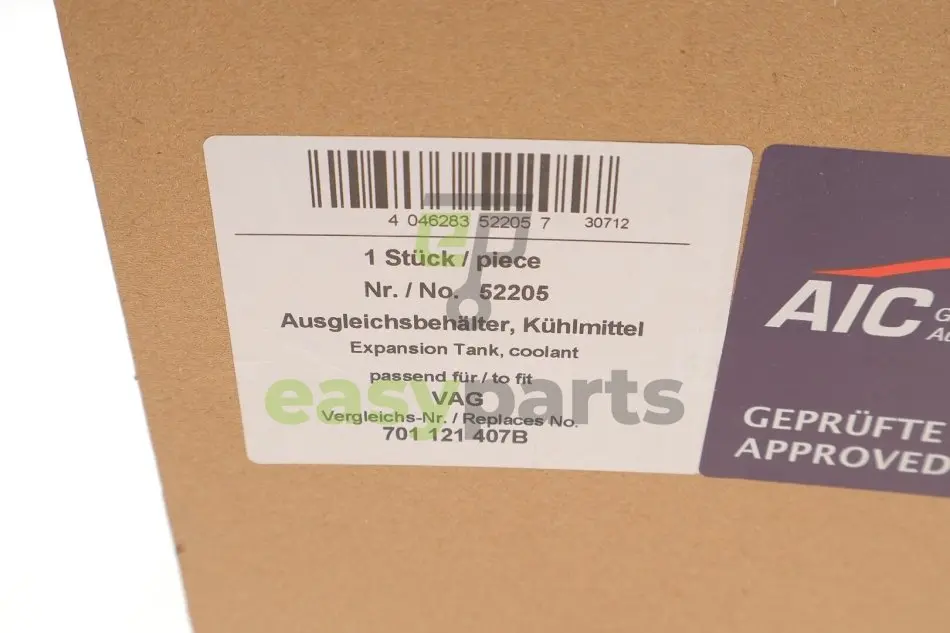 4 046283 52205 7 30712
1 Stück / piece
Nr. / No. 52205
Ausgleichsbehälter, Kühlmittel
Expansion Tank, coolant
passend für / to fit
VAG
Vergleichs-Nr. / Replaces No.
701 121 407B
ep
easyparts
AIC
GEPRÜFTE
APPROVED